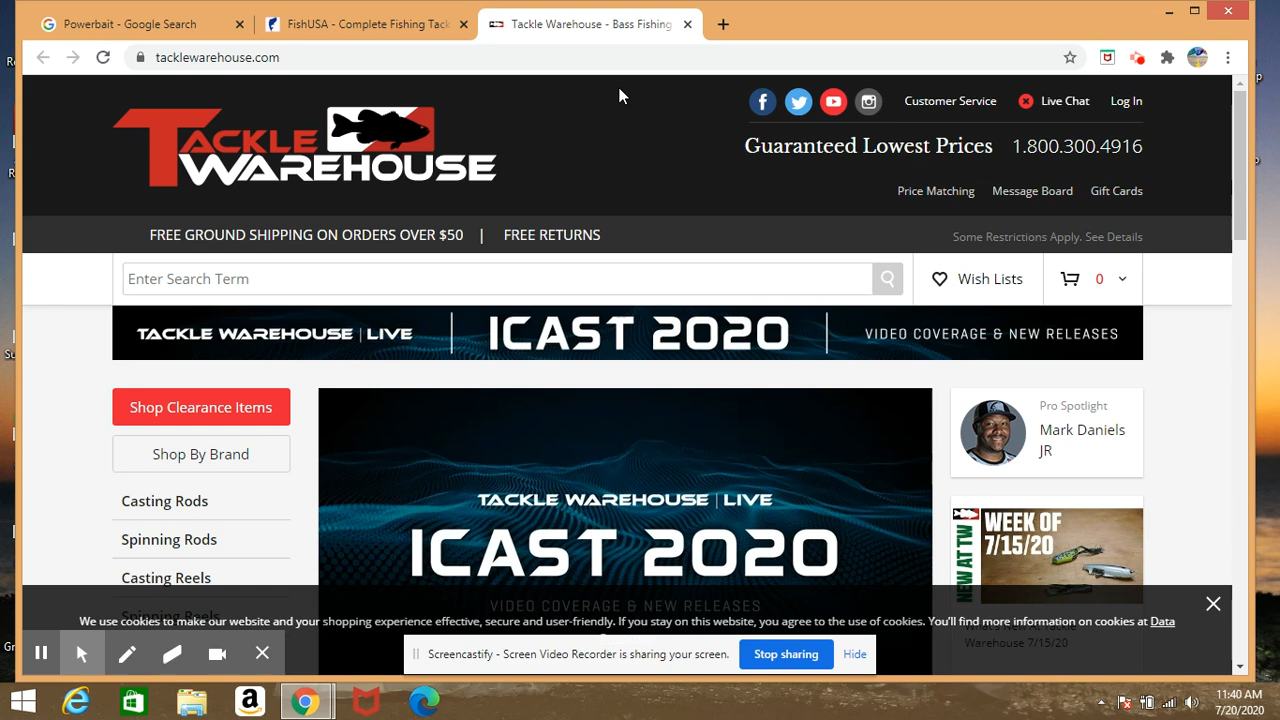 Powerbait - Google Search
FishUSA - Complete Fishing Tack
Tackle Warehouse - Bass Fishing
tacklewarehouse.com
TACKLE WAREHOUSE
Customer Service
Live Chat
Log In
Guaranteed Lowest Prices 1.800.300.4916
Price Matching
Message Board
Gift Cards
FREE GROUND SHIPPING ON ORDERS OVER $50 | FREE RETURNS
Some Restrictions Apply. See Details
Enter Search Term
Wish Lists
0
TACKLE WAREHOUSE | LIVE
ICAST 2020
VIDEO COVERAGE & NEW RELEASES
Shop Clearance Items
Shop By Brand
Casting Rods
Spinning Rods
Casting Reels
Spinning Reels
TACKLE WAREHOUSE | LIVE
ICAST 2020
VIDEO COVERAGE & NEW RELEASES
Pro Spotlight
Mark Daniels
JR
NEW AT TW
WEEK OF
7/15/20
Warehouse 7/15/20
We use cookies to make our website and your shopping experience effective, secure and user-friendly. If you stay on this website, you agree to the use of cookies. You'll find more information on cookies at Data
Screencastify - Screen Video Recorder is sharing your screen.
Stop sharing
Hide
11:40 AM
7/20/2020